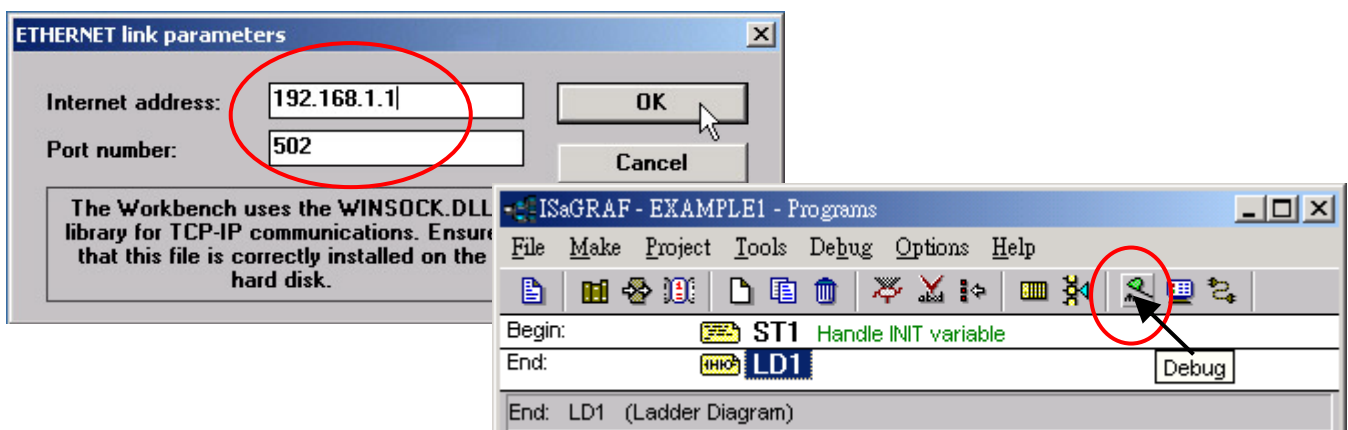 ETHERNET link parameters
Internet address: 192.168.1.1 OK
Port number: 502
Cancel
The Workbench uses the WINSOCK.DLL
library for TCP-IP communications. Ensure
that this file is correctly installed on the
hard disk.
ISaGRAF - EXAMPLE1 - Programs
File Make Project Tools Debug Options Help
Begin: ST1 Handle INIT variable
End: LD1
Debug
End: LD1 (Ladder Diagram)